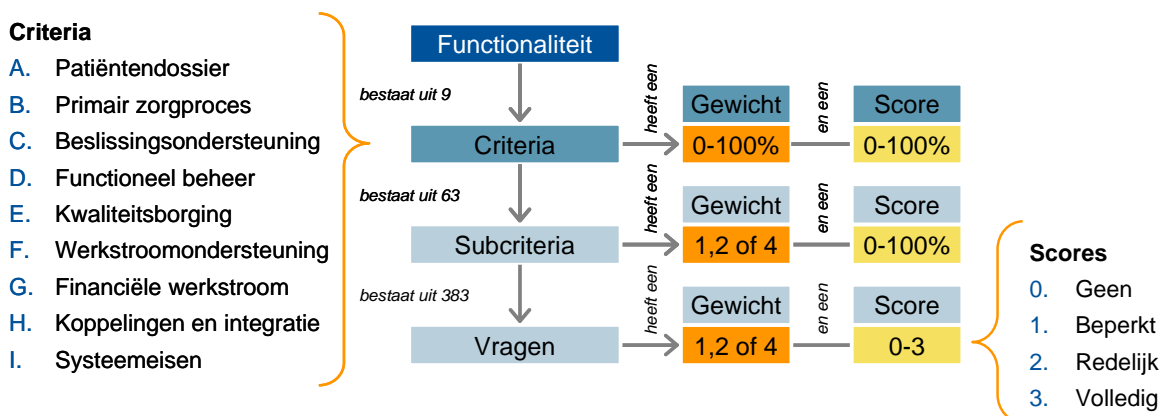 Criteria
A. Patiëntendossier
B. Primair zorgproces
C. Beslissingsondersteuning
D. Functioneel beheer
E. Kwaliteitsborging
F. Werkstroomondersteuning
G. Financiële werkstroom
H. Koppelingen en integratie
I. Systeemeisen
Functionaliteit
bestaat uit 9
Criteria
heeft een
Gewicht
0-100%
en een
Score
0-100%
bestaat uit 63
Subcriteria
heeft een
Gewicht
1,2 of 4
en een
Score
0-100%
bestaat uit 383
Vragen
heeft een
Gewicht
1,2 of 4
en een
Score
0-3
Scores
0. Geen
1. Beperkt
2. Redelijk
3. Volledig